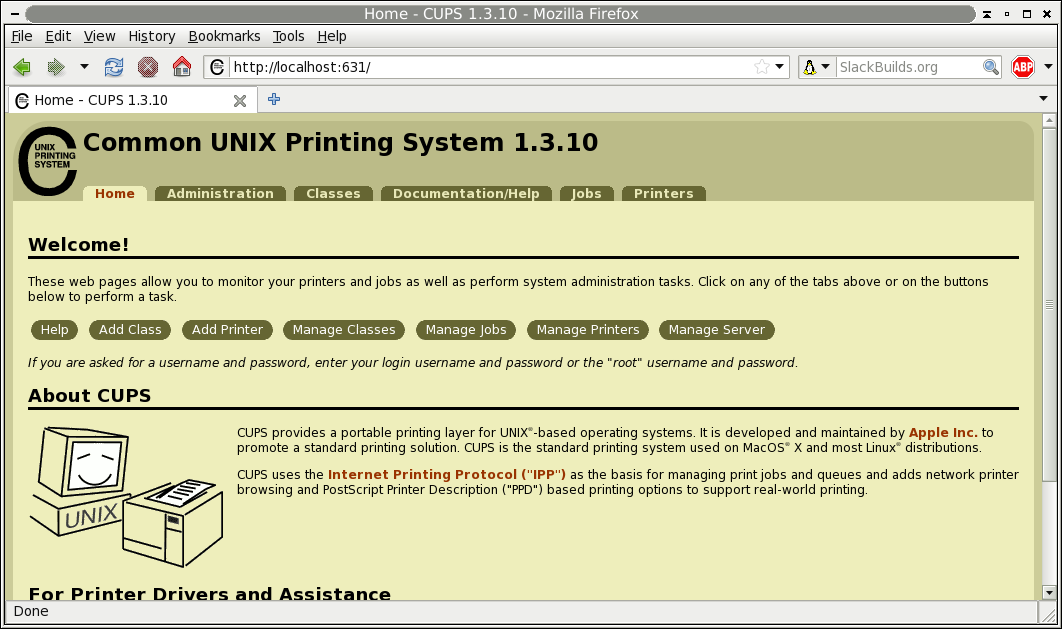 Home - CUPS 1.3.10 - Mozilla Firefox
File Edit View History Bookmarks Tools Help
http://localhost:631/ SlackBuilds.org ABP
Home - CUPS 1.3.10
UNIX
PRINTING
SYSTEM
Common UNIX Printing System 1.3.10
Home Administration Classes Documentation/Help Jobs Printers
Welcome!
These web pages allow you to monitor your printers and jobs as well as perform system administration tasks. Click on any of the tabs above or on the buttons
below to perform a task.
Help Add Class Add Printer Manage Classes Manage Jobs Manage Printers Manage Server
If you are asked for a username and password, enter your login username and password or the "root" username and password.
About CUPS
UNIX
CUPS provides a portable printing layer for UNIX®-based operating systems. It is developed and maintained by Apple Inc. to
promote a standard printing solution. CUPS is the standard printing system used on MacOS® X and most Linux® distributions.
CUPS uses the Internet Printing Protocol ("IPP") as the basis for managing print jobs and queues and adds network printer
browsing and PostScript Printer Description ("PPD") based printing options to support real-world printing.
For Printer Drivers and Assistance
Done